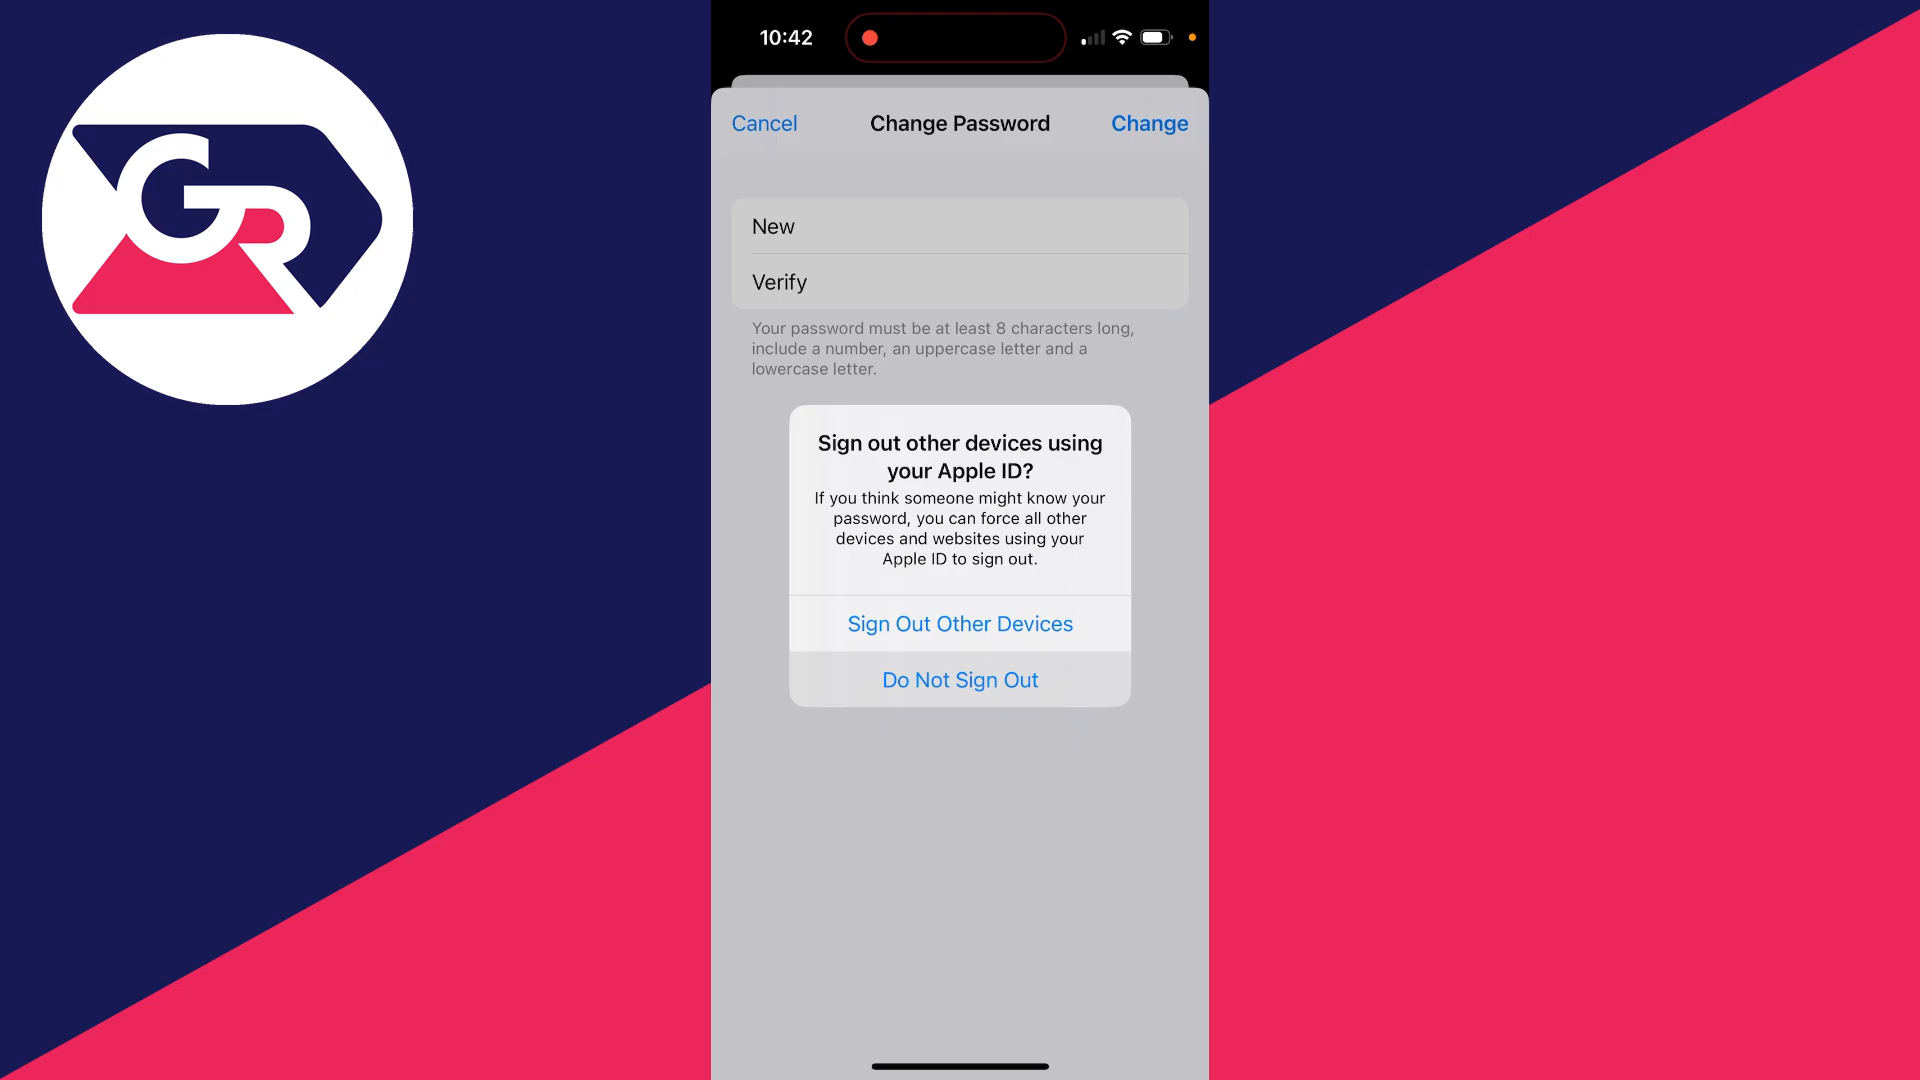 GR
10:42
Cancel Change Password Change
New
Verify
Your password must be at least 8 characters long,
include a number, an uppercase letter and a
lowercase letter.
Sign out other devices using
your Apple ID?
If you think someone might know your
password, you can force all other
devices and websites using your
Apple ID to sign out.
Sign Out Other Devices
Do Not Sign Out